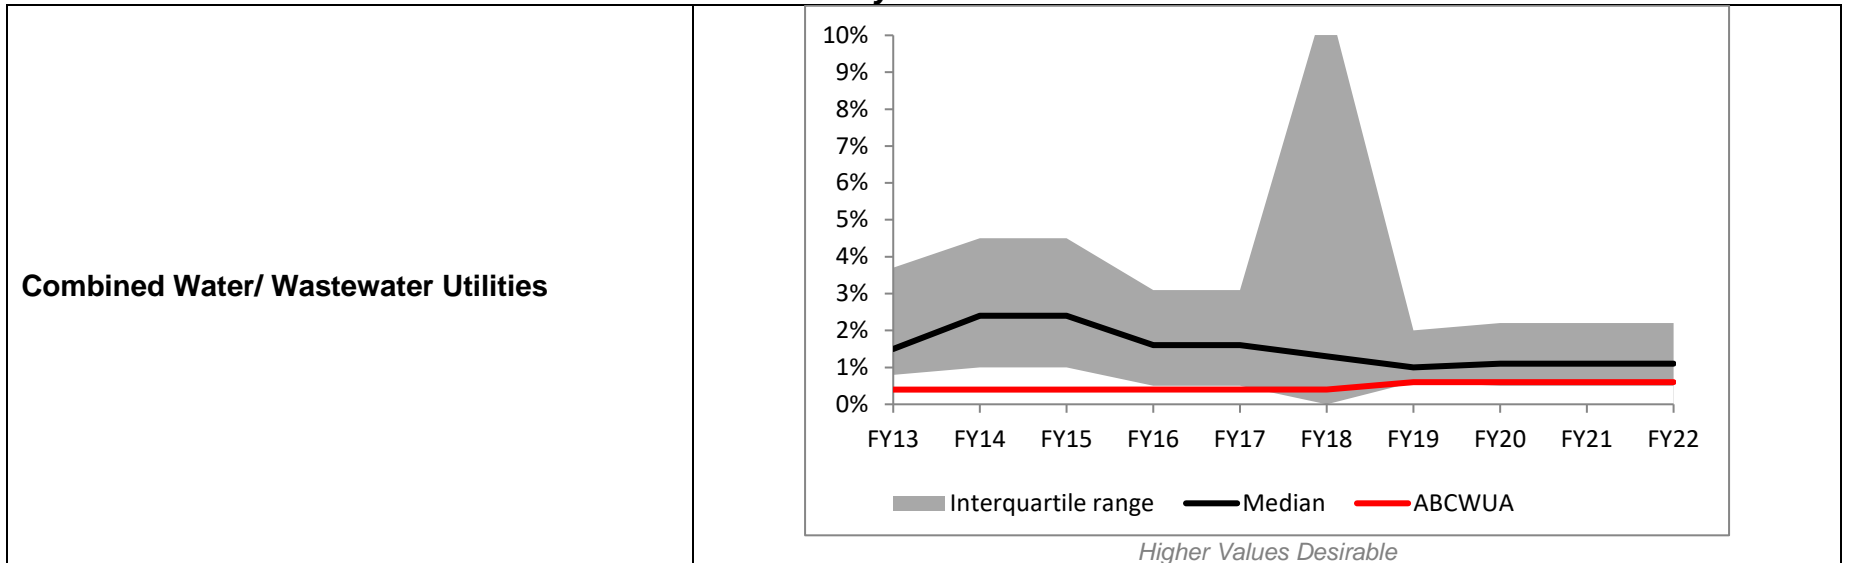 Combined Water/ Wastewater Utilities
10%
9%
8%
7%
6%
5%
4%
3%
2%
1%
0%
FY13 FY14 FY15 FY16 FY17 FY18 FY19 FY20 FY21 FY22
Interquartile range Median ABCWUA
Higher Values Desirable